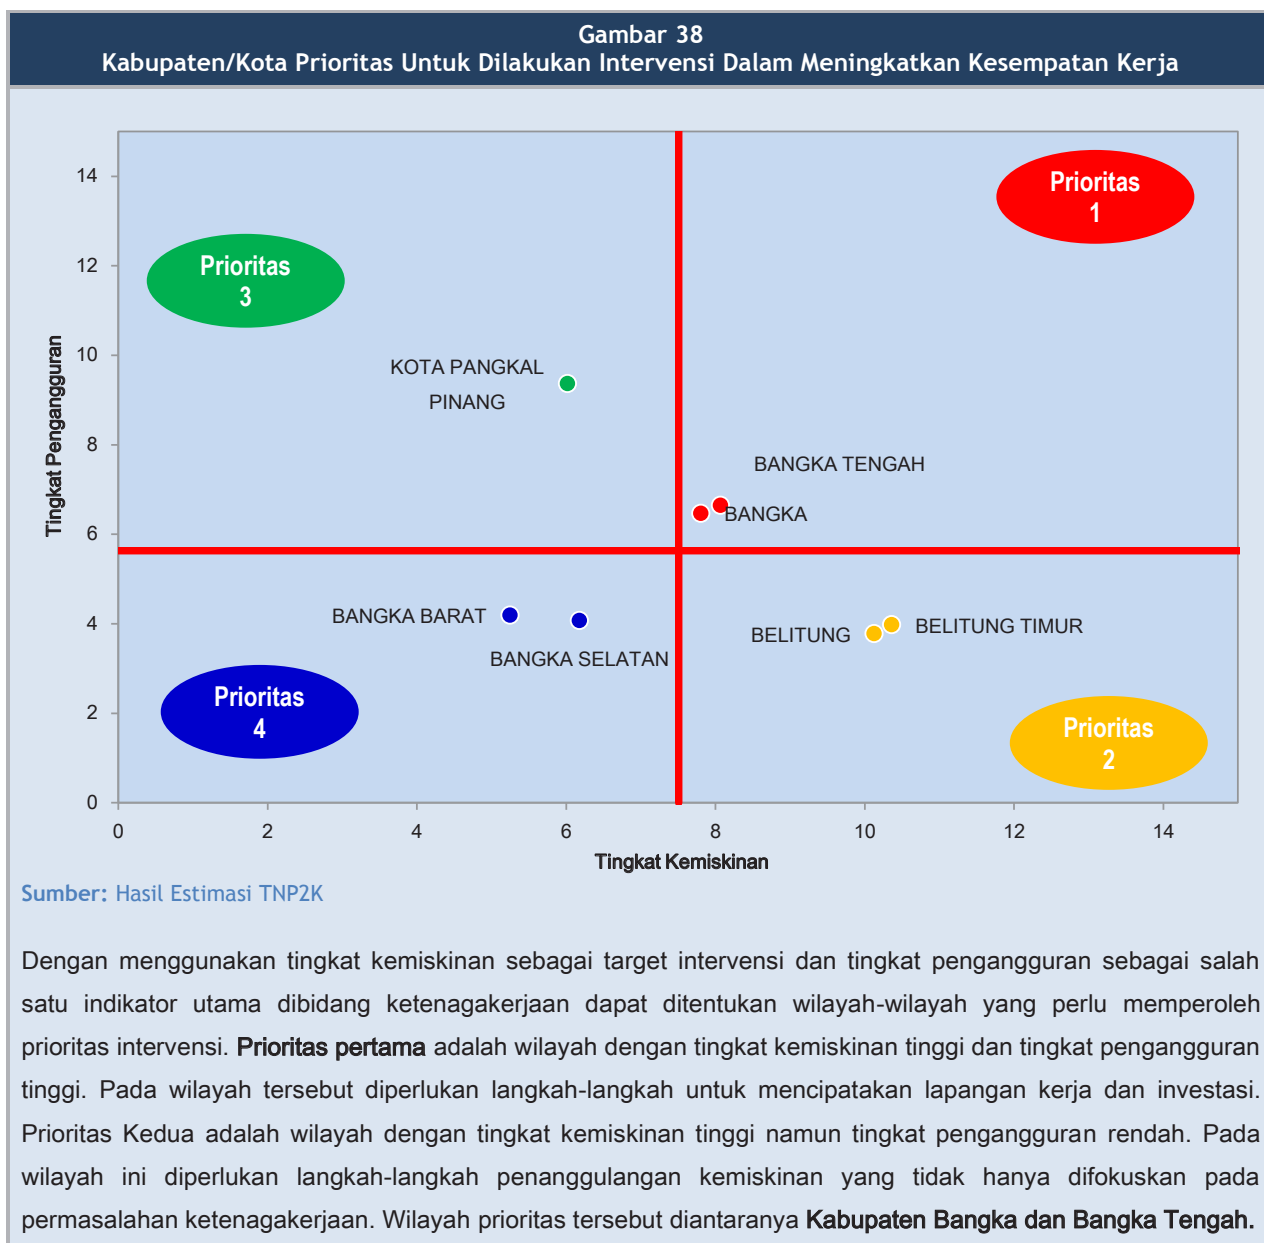 Gambar 38
Kabupaten/Kota Prioritas Untuk Dilakukan Intervensi Dalam Meningkatkan Kesempatan Kerja
14
12
10
8
6
4
2
0
Tingkat Pengangguran
Prioritas
1
Prioritas
3
KOTA PANGKAL
PINANG
BANGKA TENGAH
BANGKA
BANGKA BARAT
BANGKA SELATAN
BELITUNG
BELITUNG TIMUR
Prioritas
4
Prioritas
2
0 2 4 6 8 10 12 14
Tingkat Kemiskinan
Sumber: Hasil Estimasi TNP2K
Dengan menggunakan tingkat kemiskinan sebagai target intervensi dan tingkat pengangguran sebagai salah
satu indikator utama dibidang ketenagakerjaan dapat ditentukan wilayah-wilayah yang perlu memperoleh
prioritas intervensi. Prioritas pertama adalah wilayah dengan tingkat kemiskinan tinggi dan tingkat pengangguran
tinggi. Pada wilayah tersebut diperlukan langkah-langkah untuk mencipatakan lapangan kerja dan investasi.
Prioritas Kedua adalah wilayah dengan tingkat kemiskinan tinggi namun tingkat pengangguran rendah. Pada
wilayah ini diperlukan langkah-langkah penanggulangan kemiskinan yang tidak hanya difokuskan pada
permasalahan ketenagakerjaan. Wilayah prioritas tersebut diantaranya Kabupaten Bangka dan Bangka Tengah.